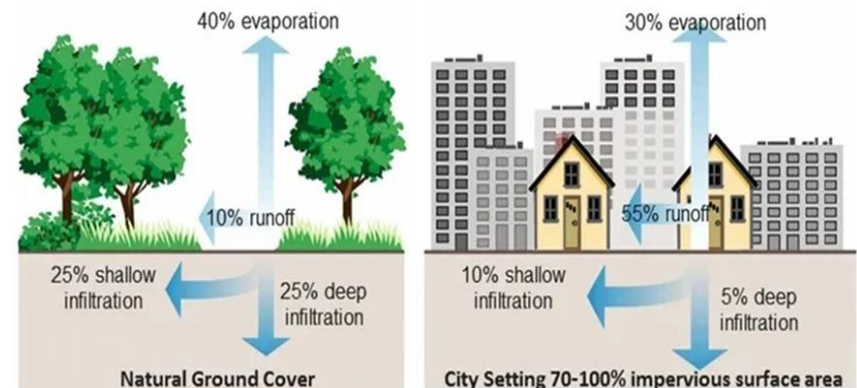 40% evaporation
10% runoff
25% shallow
infiltration
25% deep
infiltration
Natural Ground Cover
30% evaporation
55% runoff
10% shallow
infiltration
5% deep
infiltration
City Setting 70-100% impervious surface area